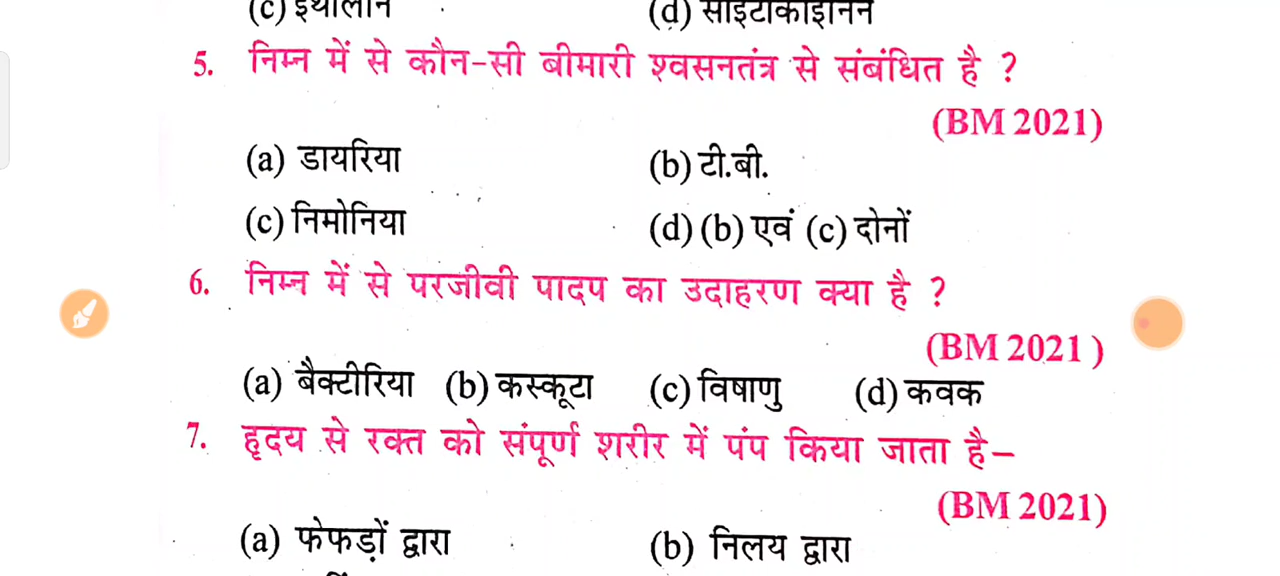 (c) इथीलीन (d) साइटोकाइनिन
5. निम्न में से कौन-सी बीमारी श्वसनतंत्र से संबंधित है ?
(BM 2021)
(a) डायरिया (b) टी.बी.
(c) निमोनिया (d) (b) एवं (c) दोनों
6. निम्न में से परजीवी पादप का उदाहरण क्या है ?
(BM 2021 )
(a) बैक्टीरिया (b) कस्कूटा (c) विषाणु (d) कवक
7. हृदय से रक्त को संपूर्ण शरीर में पंप किया जाता है–
(BM 2021)
(a) फेफड़ों द्वारा (b) निलय द्वारा